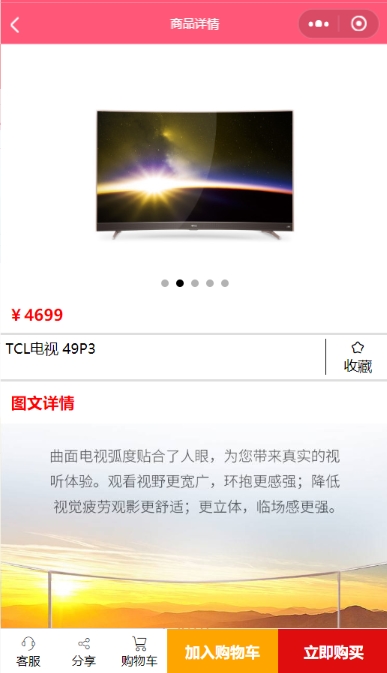 商品详情
￥4699
TCL电视 49P3
收藏
图文详情
曲面电视弧度贴合了人眼，为您带来真实的视
听体验。观看视野更宽广，环抱更感强；降低
视觉疲劳观影更舒适；更立体，临场感更强。
客服
分享
购物车
加入购物车
立即购买